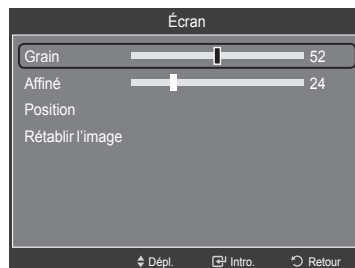 Écran
Grain 52
Affiné 24
Position
Rétablir l'image
Dépl. Intro. Retour